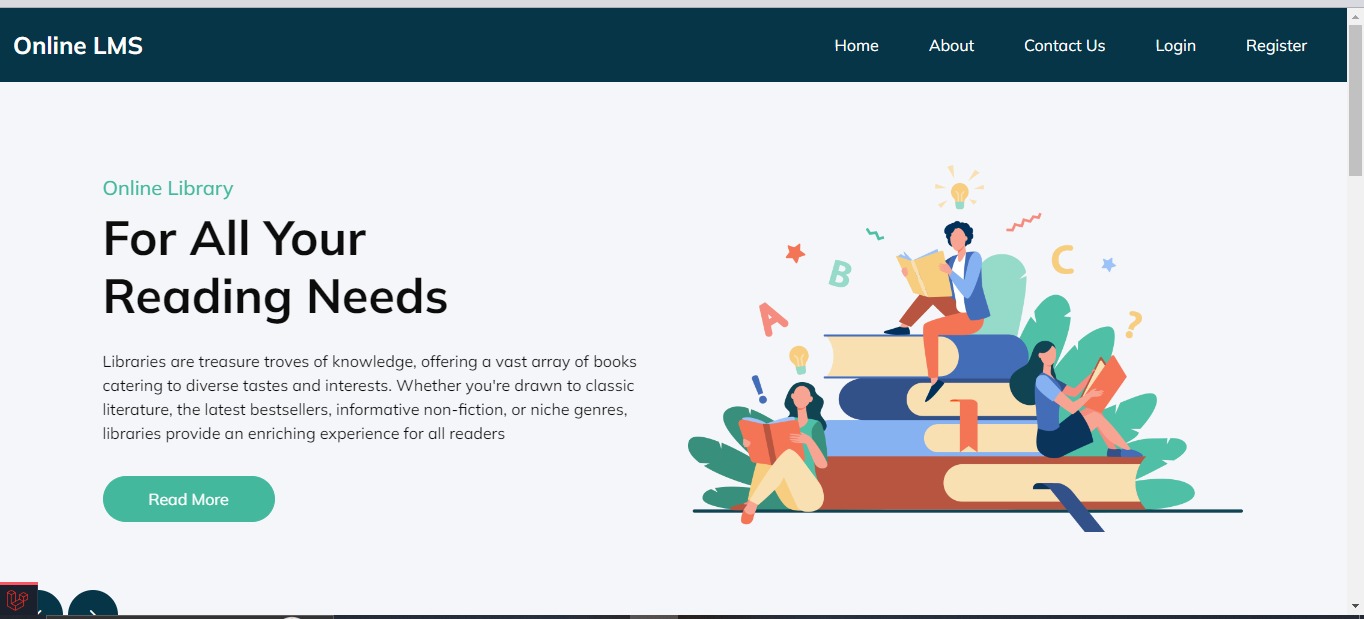 Online LMS
Home About Contact Us Login Register
Online Library
For All Your
Reading Needs
Libraries are treasure troves of knowledge, offering a vast array of books
catering to diverse tastes and interests. Whether you're drawn to classic
literature, the latest bestsellers, informative non-fiction, or niche genres,
libraries provide an enriching experience for all readers
Read More
B
C
A
?
!